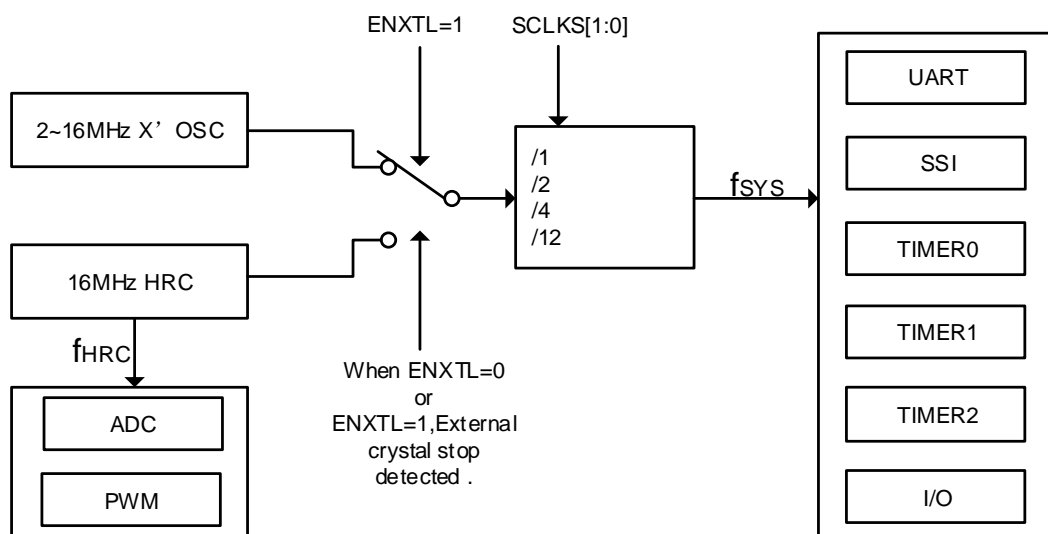 ENXTL=1
SCLKS[1:0]
2~16MHz X’ OSC
16MHz HRC
fHRC
ADC
PWM
When ENXTL=0
or
ENXTL=1,External
crystal stop
detected .
/1
/2
/4
/12
fSYS
UART
SSI
TIMER0
TIMER1
TIMER2
I/O